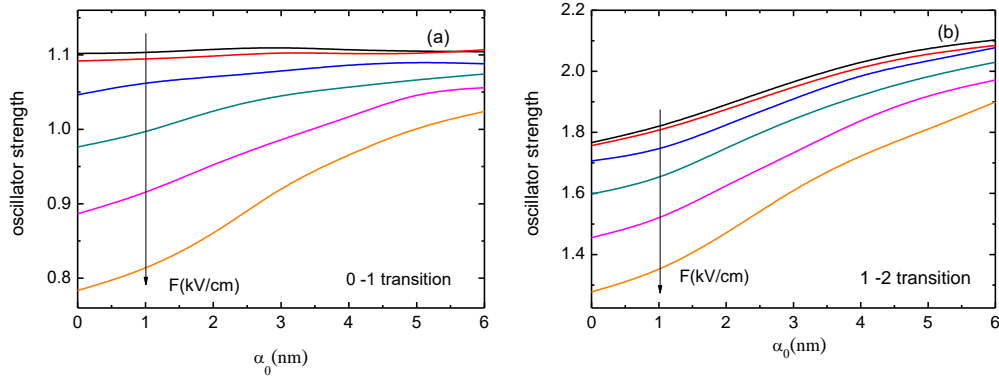 (a)
1.1
1.0
0.9
0.8
oscillator strength
F(kV/cm)
0 -1 transition
0 1 2 3 4 5 6
α0(nm)
(b)
2.2
2.0
1.8
1.6
1.4
oscillator strength
F(kV/cm)
1 -2 transition
0 1 2 3 4 5 6
α0(nm)